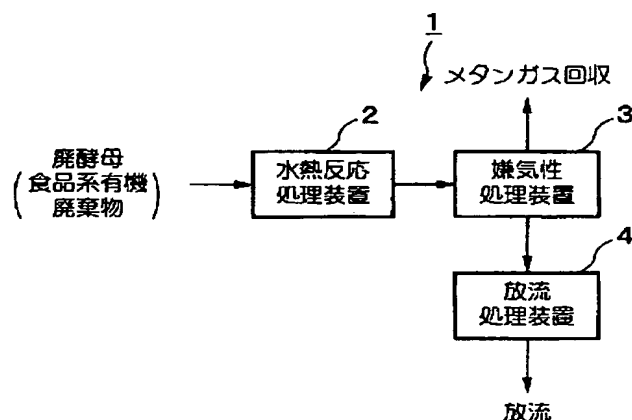 1
メタンガス回収
2
3
廃酵母
(食品系有機
廃棄物)
水熱反応
処理装置
嫌気性
処理装置
4
放流
処理装置
放流